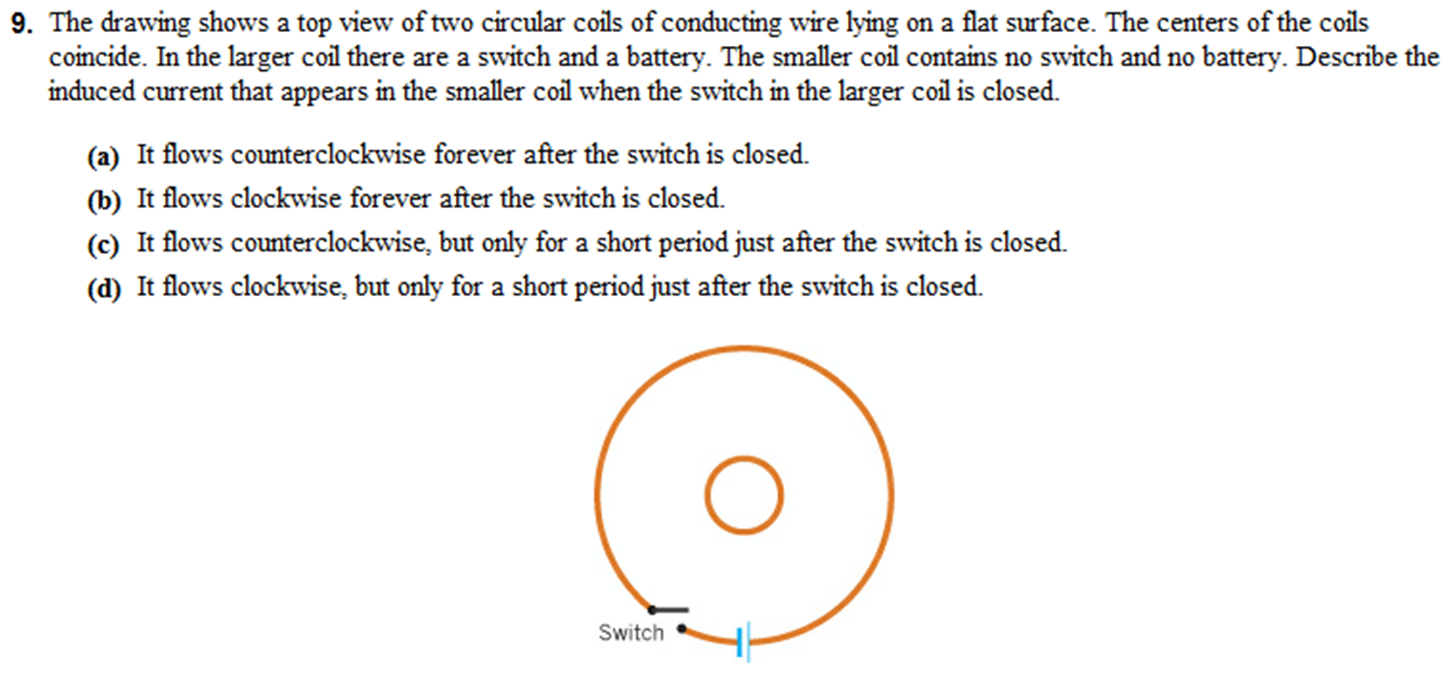 9. The drawing shows a top view of two circular coils of conducting wire lying on a flat surface. The centers of the coils
coincide. In the larger coil there are a switch and a battery. The smaller coil contains no switch and no battery. Describe the
induced current that appears in the smaller coil when the switch in the larger coil is closed.
(a) It flows counterclockwise forever after the switch is closed.
(b) It flows clockwise forever after the switch is closed.
(c) It flows counterclockwise, but only for a short period just after the switch is closed.
(d) It flows clockwise, but only for a short period just after the switch is closed.
Switch